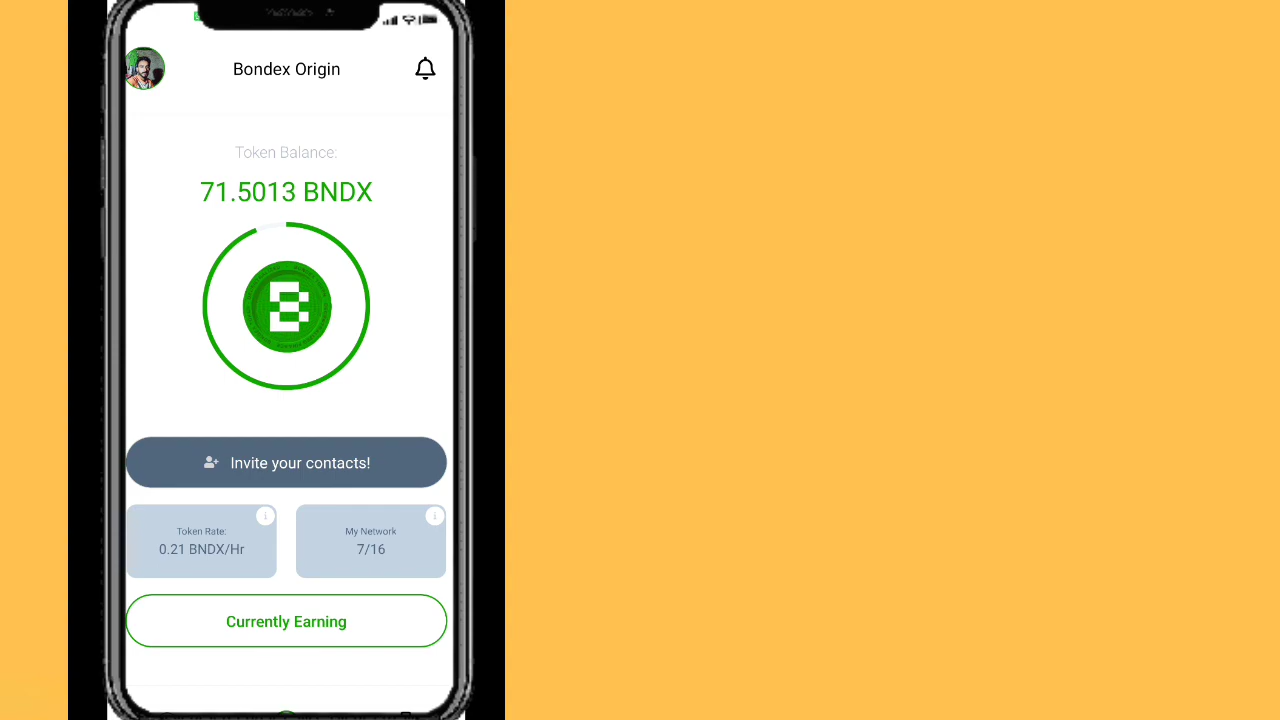 Bondex Origin
Token Balance:
71.5013 BNDX
Invite your contacts!
Token Rate:
0.21 BNDX/Hr
My Network
7/16
Currently Earning